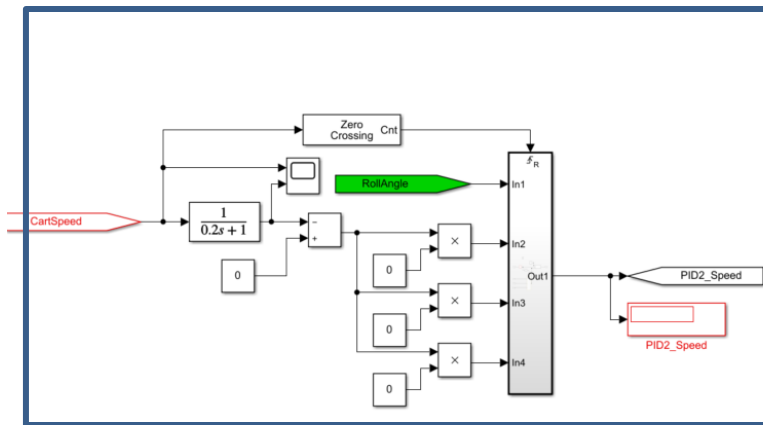 Zero
Crossing
Cnt
R
RollAngle
In1
CartSpeed
1
0.2s + 1
−
+
0
×
In2
0
Out1
PID2_Speed
×
In3
0
PID2_Speed
×
In4
0